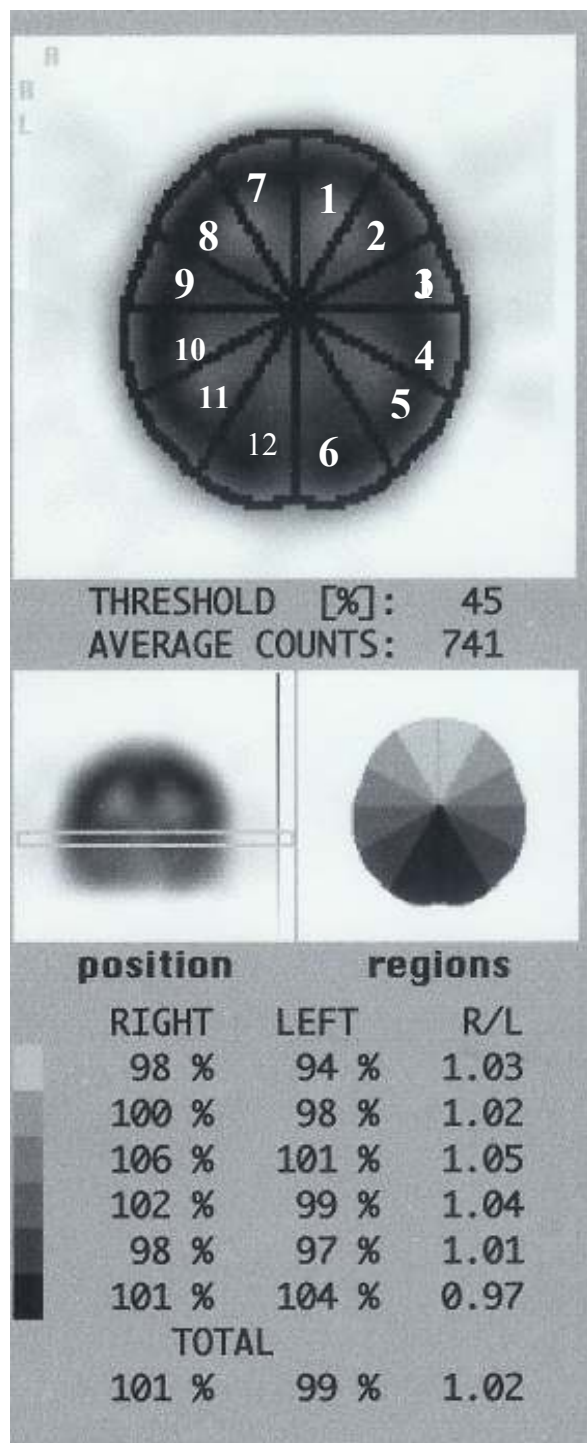 R
R
L
7 1
8 2
9 3
10 4
11 5
12 6
THRESHOLD [%]: 45
AVERAGE COUNTS: 741
position regions
RIGHT LEFT R/L
98 % 94 % 1.03
100 % 98 % 1.02
106 % 101 % 1.05
102 % 99 % 1.04
98 % 97 % 1.01
101 % 104 % 0.97
TOTAL
101 % 99 % 1.02